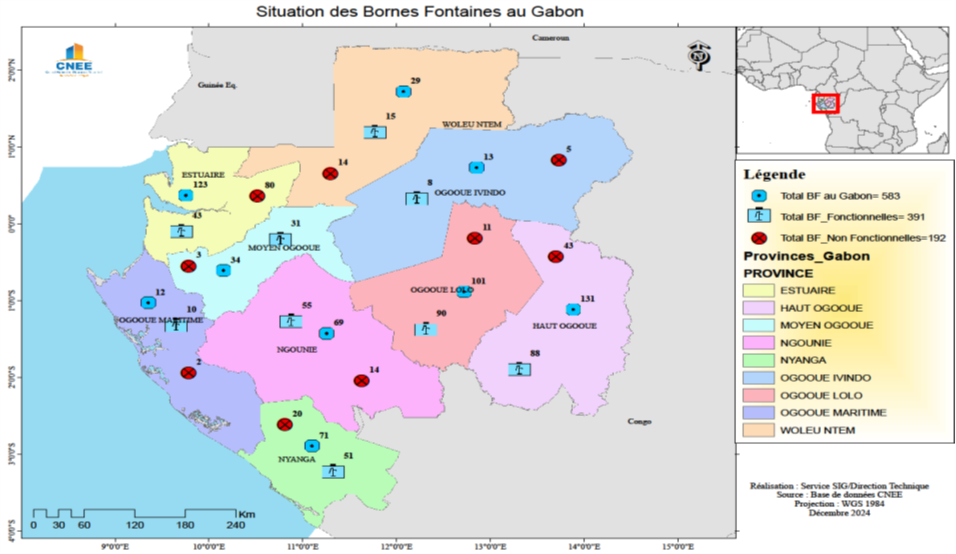 Situation des Bornes Fontaines au Gabon
CNEE
Cameroun
Guinée Eq.
Congo
N
2°0'0"N
1°0'0"N
0°0'0"
1°0'0"S
2°0'0"S
3°0'0"S
4°0'0"S
29
15
WOLEU NTEM
14
13
5
8
OGOOUE IVINDO
ESTUAIRE
123
80
43
31
MOYEN OGOOUE
3
34
11
43
101
OGOOUE LOLO
90
131
HAUT OGOOUE
88
12
10
OGOOUE MARITIME
2
55
69
NGOUNIE
14
20
71
NYANGA
51
Km
0 15 30 60 120 180 240
9°0'0"E 10°0'0"E 11°0'0"E 12°0'0"E 13°0'0"E 14°0'0"E 15°0'0"E
Légende
Total BF au Gabon= 583
Total BF_Fonctionnelles= 391
Total BF_Non Fonctionnelles=192
Provinces_Gabon
PROVINCE
ESTUAIRE
HAUT OGOOUE
MOYEN OGOOUE
NGOUNIE
NYANGA
OGOOUE IVINDO
OGOOUE LOLO
OGOOUE MARITIME
WOLEU NTEM
Réalisation : Service SIG/Direction Technique
Source : Base de données CNEE
Projection : WGS 1984
Décembre 2024